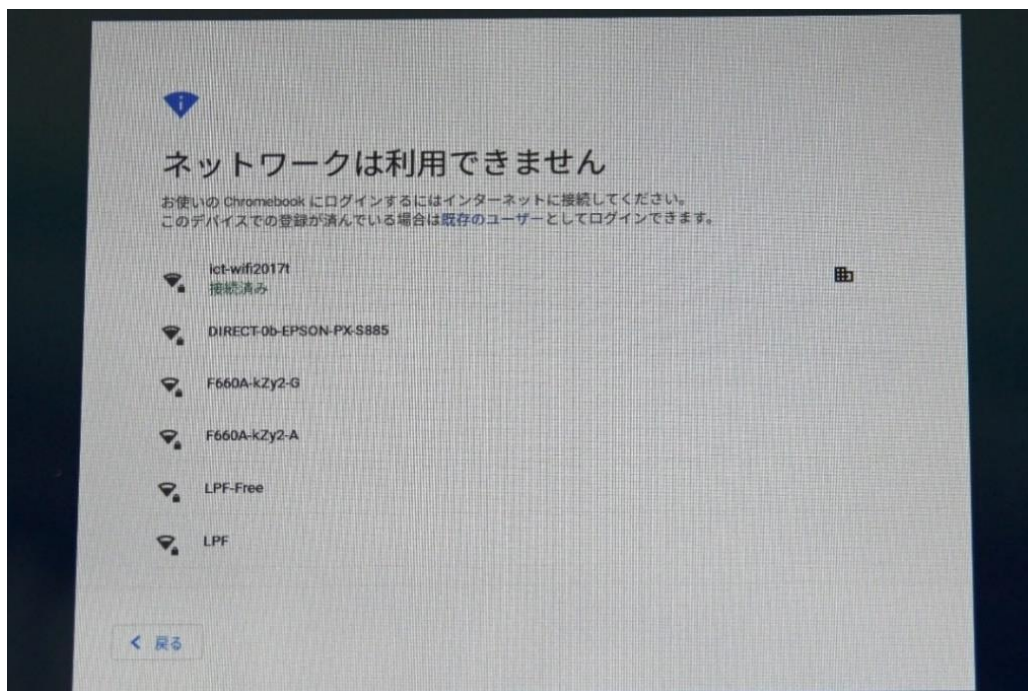 ネットワークは利用できません
お使いの Chromebook にログインするにはインターネットに接続してください。
このデバイスでの登録が済んでいる場合は既存のユーザーとしてログインできます。
ict-wifi2017t
接続済み
DIRECT-0b-EPSON-PX-S885
F660A-kZy2-G
F660A-kZy2-A
LPF-Free
LPF
戻る